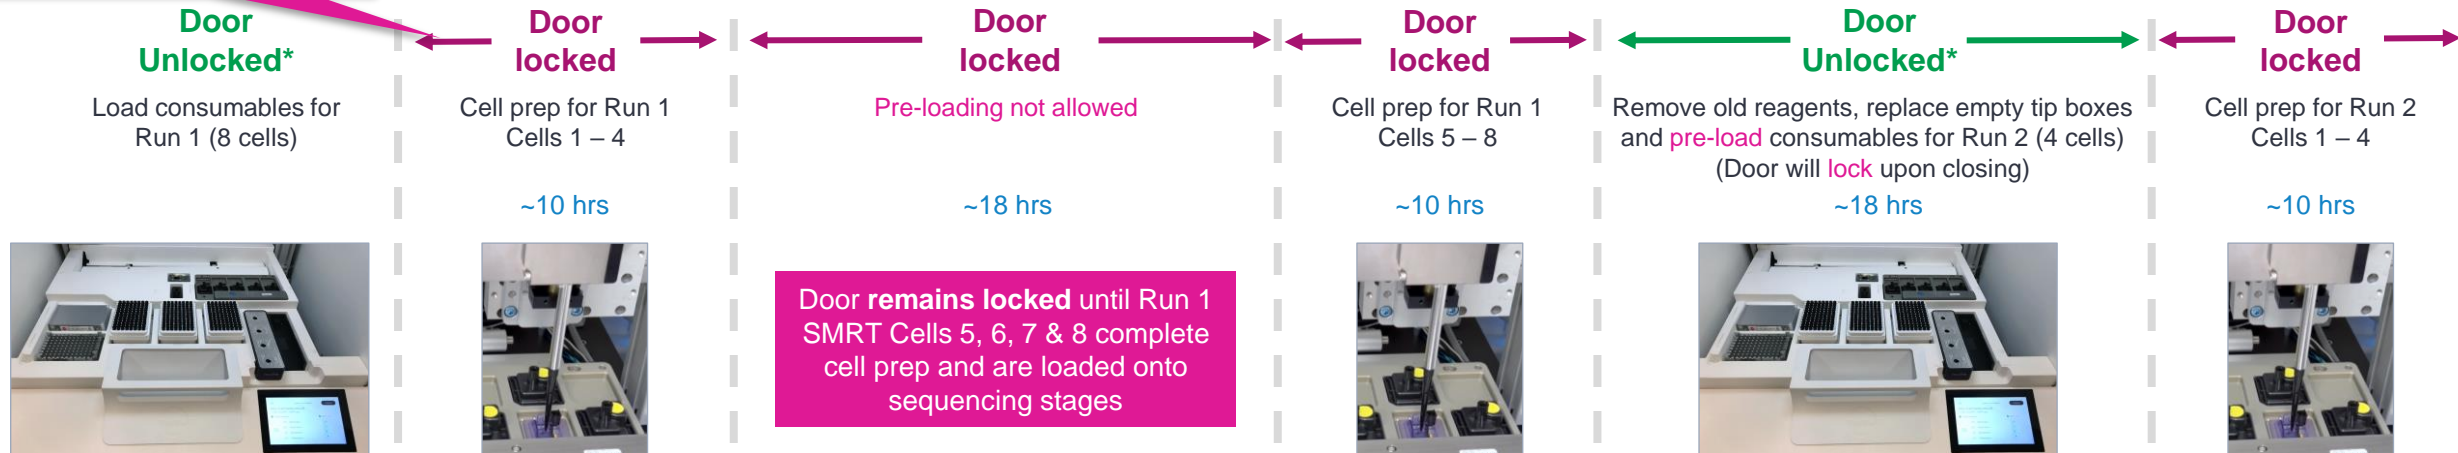 Door
Unlocked*
Load consumables for
Run 1 (8 cells)
Door
locked
Cell prep for Run 1
Cells 1 – 4
~10 hrs
Door
locked
Pre-loading not allowed
~18 hrs
Door remains locked until Run 1
SMRT Cells 5, 6, 7 & 8 complete
cell prep and are loaded onto
sequencing stages
Door
locked
Cell prep for Run 1
Cells 5 – 8
~10 hrs
Door
Unlocked*
Remove old reagents, replace empty tip boxes
and pre-load consumables for Run 2 (4 cells)
(Door will lock upon closing)
~18 hrs
Door
locked
Cell prep for Run 2
Cells 1 – 4
~10 hrs